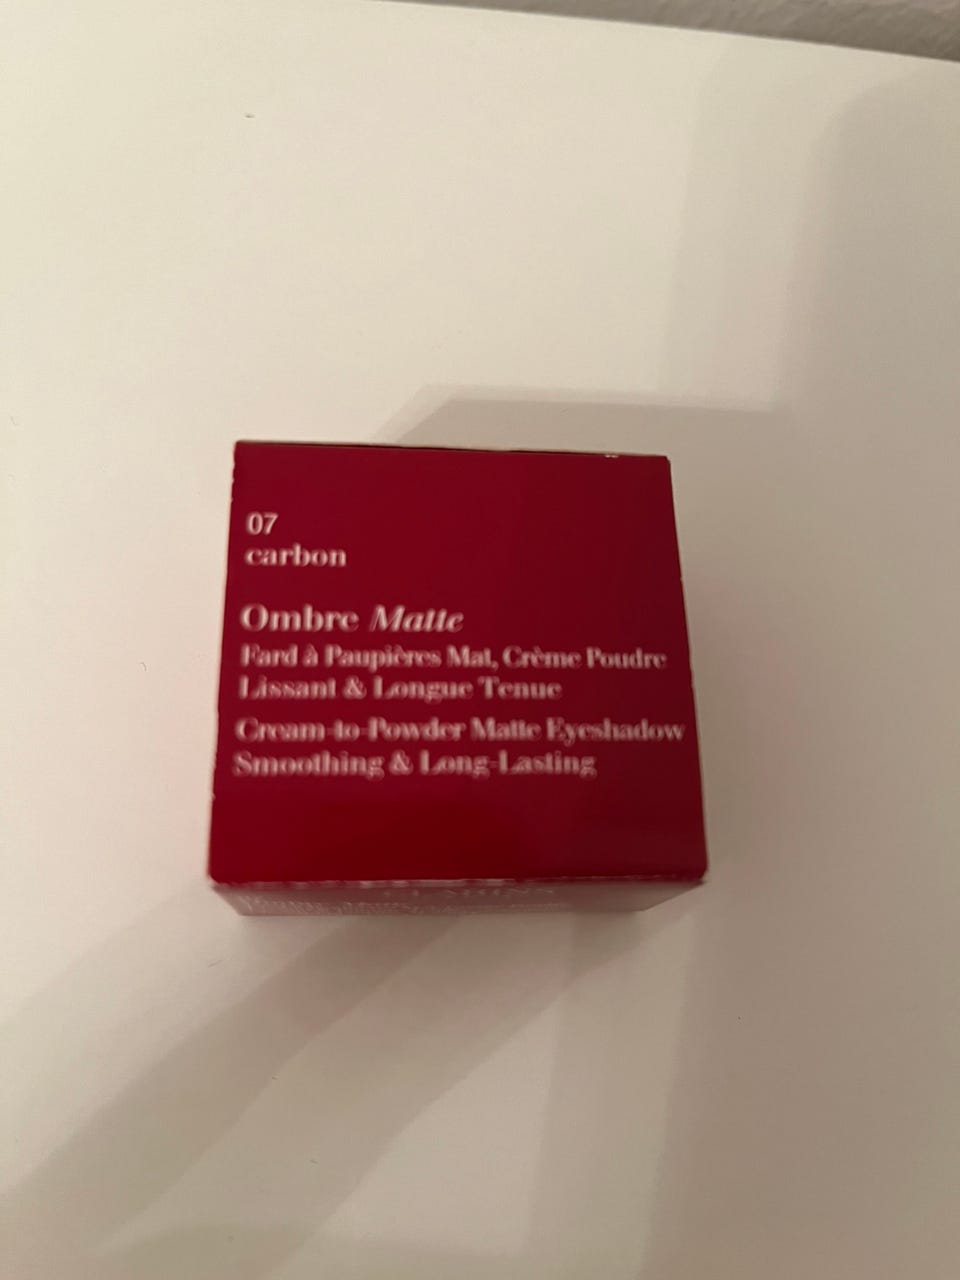 07
carbon
Ombre Matte
Fard à Paupières Mat, Crème Poudre
Lissant & Longue Tenue
Cream-to-Powder Matte Eyeshadow
Smoothing & Long-Lasting
CLARINS